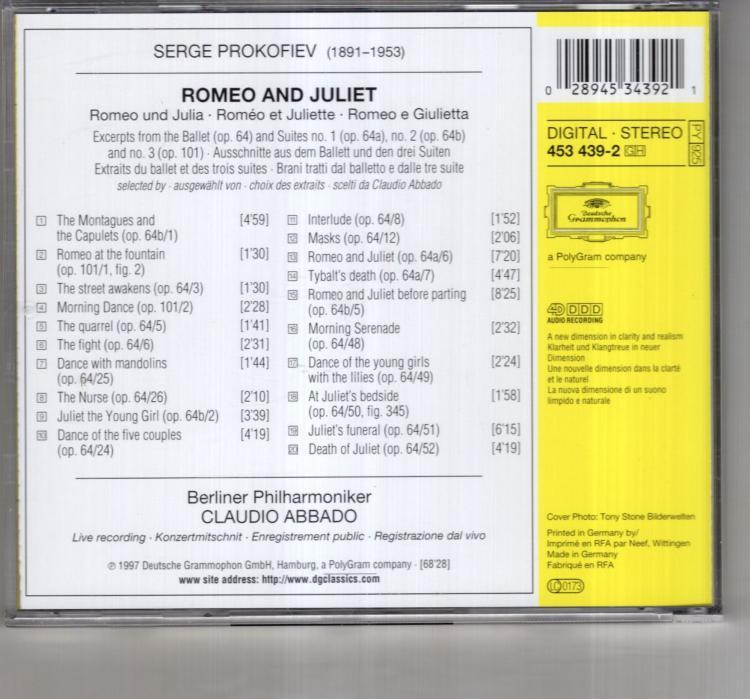 SERGE PROKOFIEV (1891–1953)
ROMEO AND JULIET
Romeo und Julia · Roméo et Juliette · Romeo e Giulietta
Excerpts from the Ballet (op. 64) and Suites no. 1 (op. 64a), no. 2 (op. 64b)
and no. 3 (op. 101) · Ausschnitte aus dem Ballett und den drei Suiten
Extraits du ballet et des trois suites · Brani tratti dal balletto e dalle tre suite
selected by · ausgewählt von · choix des extraits · scelti da Claudio Abbado
1 The Montagues and [4'59]
the Capulets (op. 64b/1)
2 Romeo at the fountain [1'30]
(op. 101/1, fig. 2)
3 The street awakens (op. 64/3) [1'30]
4 Morning Dance (op. 101/2) [2'28]
5 The quarrel (op. 64/5) [1'41]
6 The fight (op. 64/6) [2'31]
7 Dance with mandolins [1'44]
(op. 64/25)
8 The Nurse (op. 64/26) [2'10]
9 Juliet the Young Girl (op. 64b/2) [3'39]
10 Dance of the five couples [4'19]
(op. 64/24)
11 Interlude (op. 64/8) [1'52]
12 Masks (op. 64/12) [2'06]
13 Romeo and Juliet (op. 64a/6) [7'20]
14 Tybalt's death (op. 64a/7) [4'47]
15 Romeo and Juliet before parting [8'25]
(op. 64b/5)
16 Morning Serenade [2'32]
(op. 64/48)
17 Dance of the young girls [2'24]
with the lilies (op. 64/49)
18 At Juliet's bedside [1'58]
(op. 64/50, fig. 345)
19 Juliet's funeral (op. 64/51) [6'15]
20 Death of Juliet (op. 64/52) [4'19]
Berliner Philharmoniker
CLAUDIO ABBADO
Live recording · Konzertmitschnitt · Enregistrement public · Registrazione dal vivo
℗ 1997 Deutsche Grammophon GmbH, Hamburg, a PolyGram company · [68'28]
www site address: http://www.dgclassics.com
0 28945 34392 1
DIGITAL · STEREO
453 439-2 GH
PY 925
Deutsche
Grammophon
a PolyGram company
4D DDD
AUDIO RECORDING
A new dimension in clarity and realism
Klarheit und Klangtreue in neuer
Dimension
Une nouvelle dimension dans la clarté
et le naturel
La nuova dimensione di un suono
limpido e naturale
Cover Photo: Tony Stone Bilderwelten
Printed in Germany by/
Imprimé en RFA par Neef, Wittingen
Made in Germany
Fabriqué en RFA
LC 0173